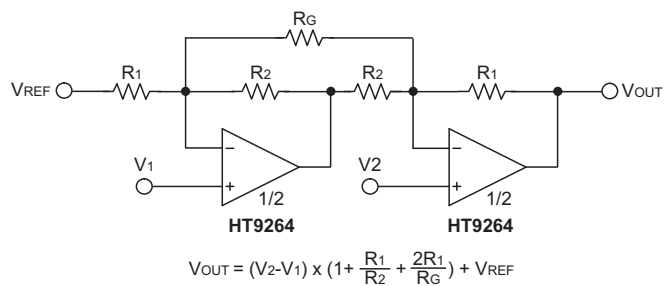 RG
VREF R1 R2 R2 R1 VOUT
V1 − + 1/2 V2 − + 1/2
HT9264 HT9264
VOUT = (V2-V1) x (1+ R1/R2 + 2R1/RG) + VREF